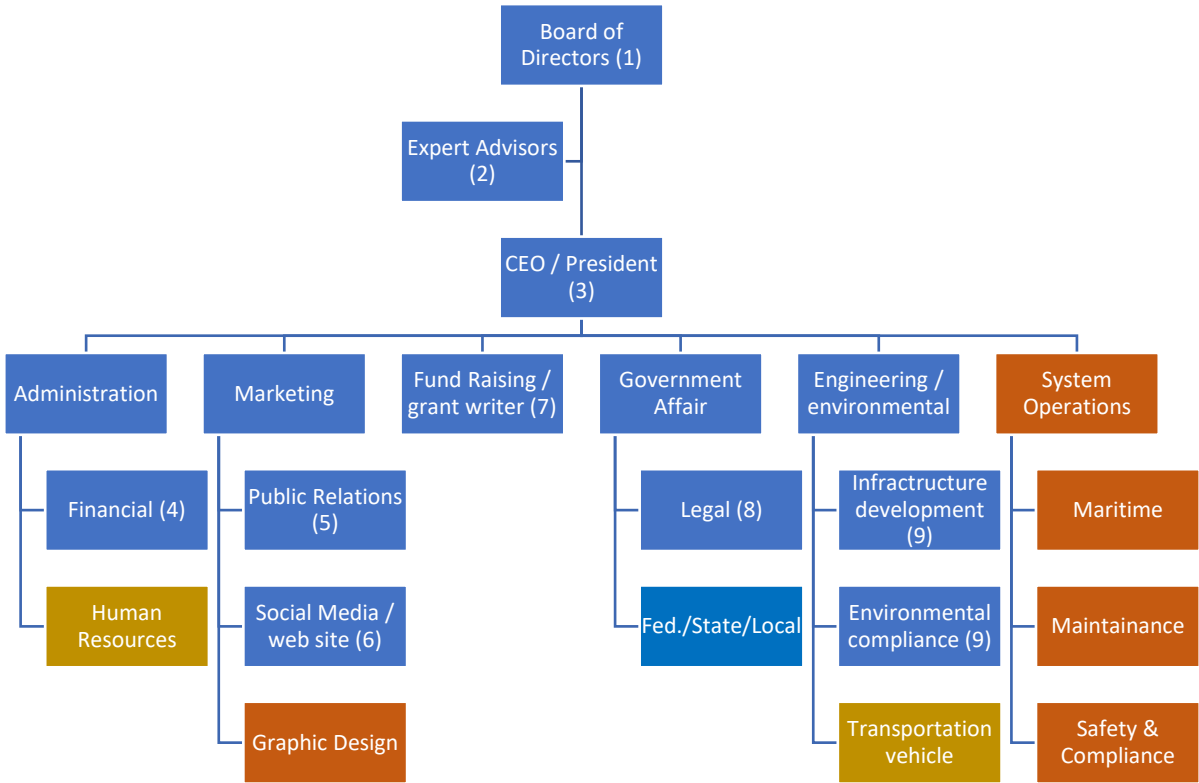 Board of
Directors (1)
Expert Advisors
(2)
CEO / President
(3)
Administration
Marketing
Fund Raising /
grant writer (7)
Government
Affair
Engineering /
environmental
System
Operations
Financial (4)
Public Relations
(5)
Legal (8)
Infractructure
development
(9)
Maritime
Human
Resources
Social Media /
web site (6)
Fed./State/Local
Environmental
compliance (9)
Maintainance
Graphic Design
Transportation
vehicle
Safety &
Compliance